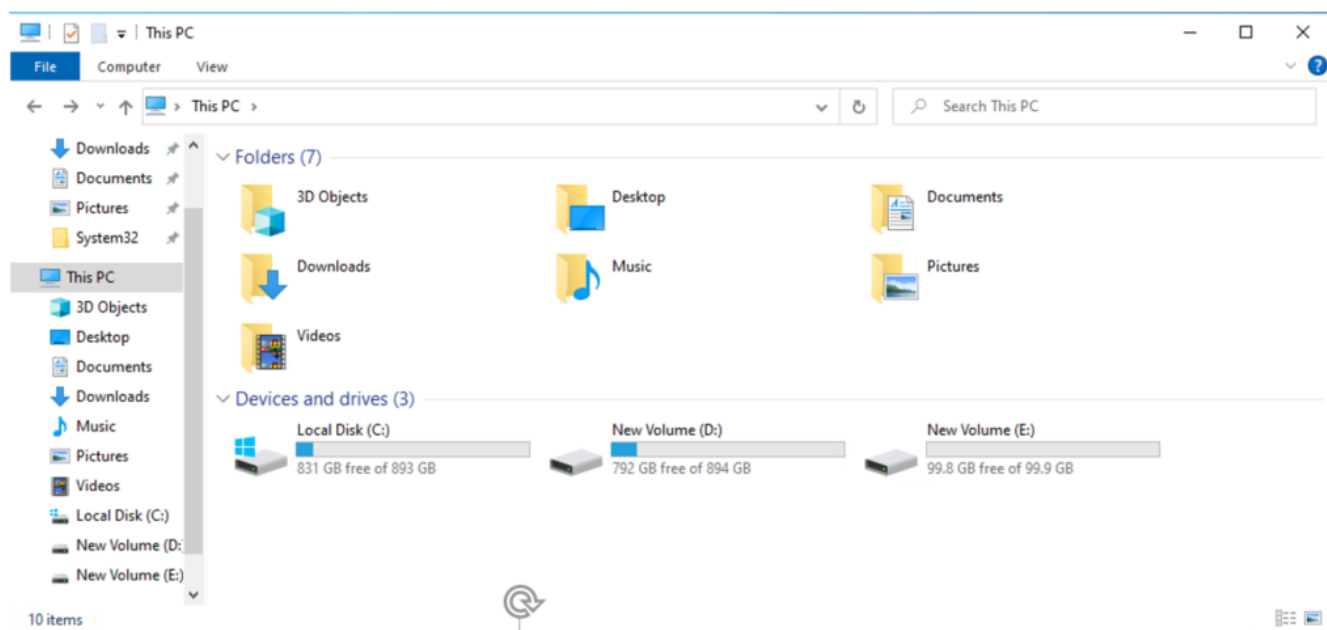 This PC
File Computer View
This PC
Search This PC
Downloads
Documents
Pictures
System32
This PC
3D Objects
Desktop
Documents
Downloads
Music
Pictures
Videos
Local Disk (C:)
New Volume (D:
New Volume (E:)
Folders (7)
3D Objects Desktop Documents
Downloads Music Pictures
Videos
Devices and drives (3)
Local Disk (C:) New Volume (D:) New Volume (E:)
831 GB free of 893 GB 792 GB free of 894 GB 99.8 GB free of 99.9 GB
10 items